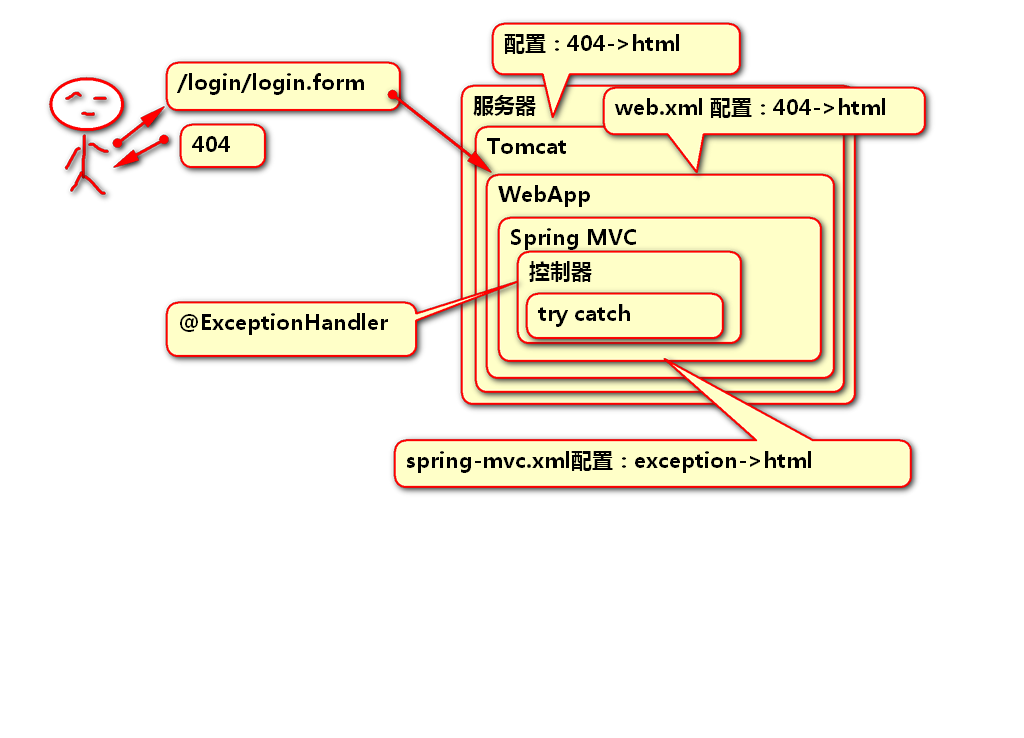 配置：404->html
/login/login.form
服务器
web.xml 配置：404->html
404
Tomcat
WebApp
Spring MVC
控制器
try catch
@ExceptionHandler
spring-mvc.xml配置：exception->html